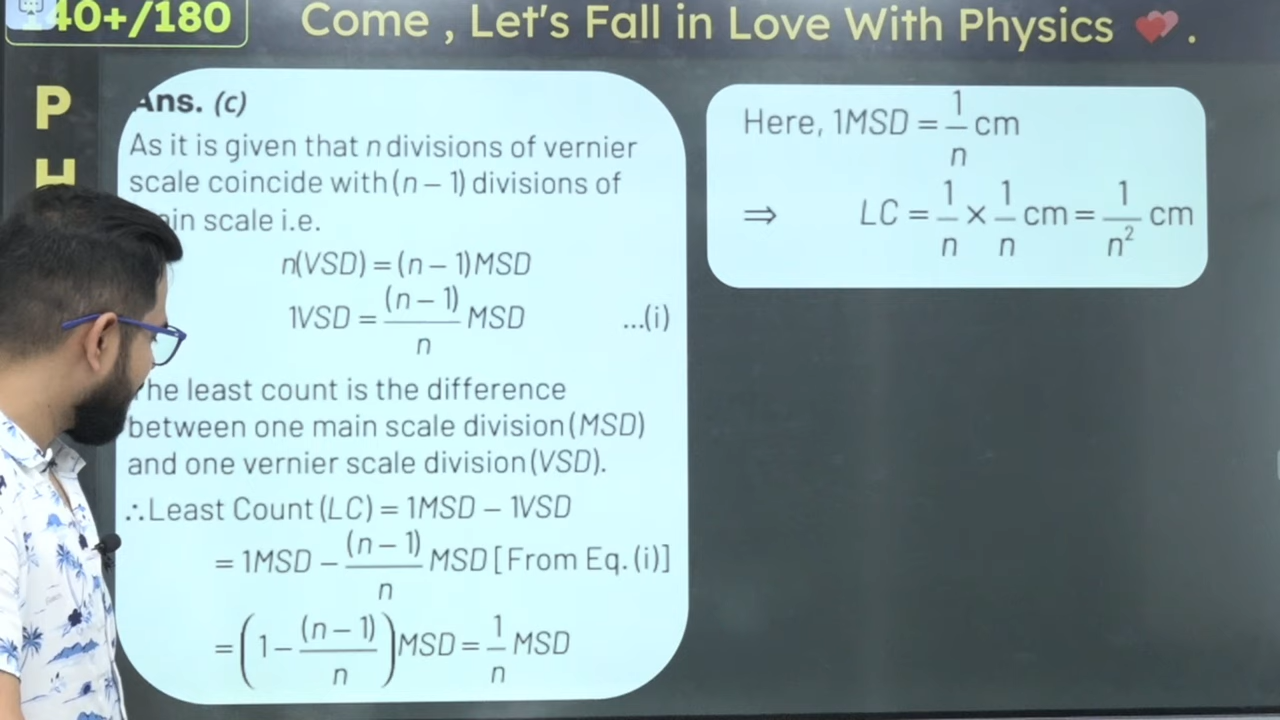 40+/180
Come , Let's Fall in Love With Physics ❤ .
P
H
Ans. (c)
As it is given that n divisions of vernier
scale coincide with (n – 1) divisions of
main scale i.e.
n(VSD) = (n – 1)MSD
1VSD = (n – 1)/n MSD ...(i)
The least count is the difference
between one main scale division (MSD)
and one vernier scale division (VSD).
∴ Least Count (LC) = 1MSD – 1VSD
= 1MSD – (n – 1)/n MSD [From Eq. (i)]
= (1 – (n – 1)/n) MSD = 1/n MSD
Here, 1MSD = 1/n cm
⇒ LC = 1/n × 1/n cm = 1/n² cm